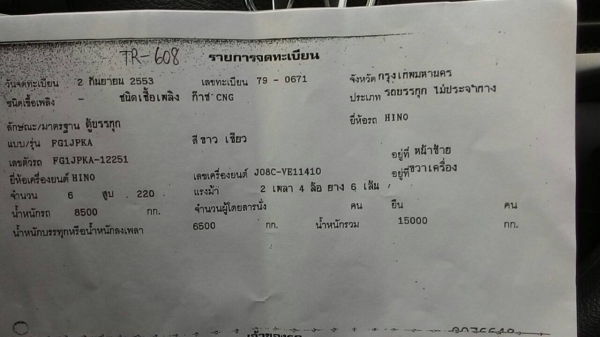 TR-608 รายการจดทะเบียน
วันจดทะเบียน 2 กันยายน 2553 เลขทะเบียน 79 - 0671 จังหวัด กรุงเทพมหานคร
ชนิดเชื้อเพลิง - ชนิดเชื้อเพลิง ก๊าซ CNG ประเภท รถบรรทุก ไม่ประจำทาง
ลักษณะ/มาตรฐาน ตู้บรรทุก ยี่ห้อรถ HINO
แบบ/รุ่น FG1JPKA สี ขาว เขียว
เลขตัวรถ FG1JPKA-12251 อยู่ที่ หน้าซ้าย
ยี่ห้อเครื่องยนต์ HINO เลขเครื่องยนต์ J08C-VE11410 อยู่ที่ ขวาเครื่อง
จำนวน 6 สูบ 220 แรงม้า 2 เพลา 4 ล้อ ยาง 6 เส้น
น้ำหนักรถ 8500 กก. จำนวนผู้โดยสารนั่ง คน ยืน คน
น้ำหนักบรรทุกหรือน้ำหนักลงเพลา 6500 กก. น้ำหนักรวม 15000 กก.
เจ้าของรถ